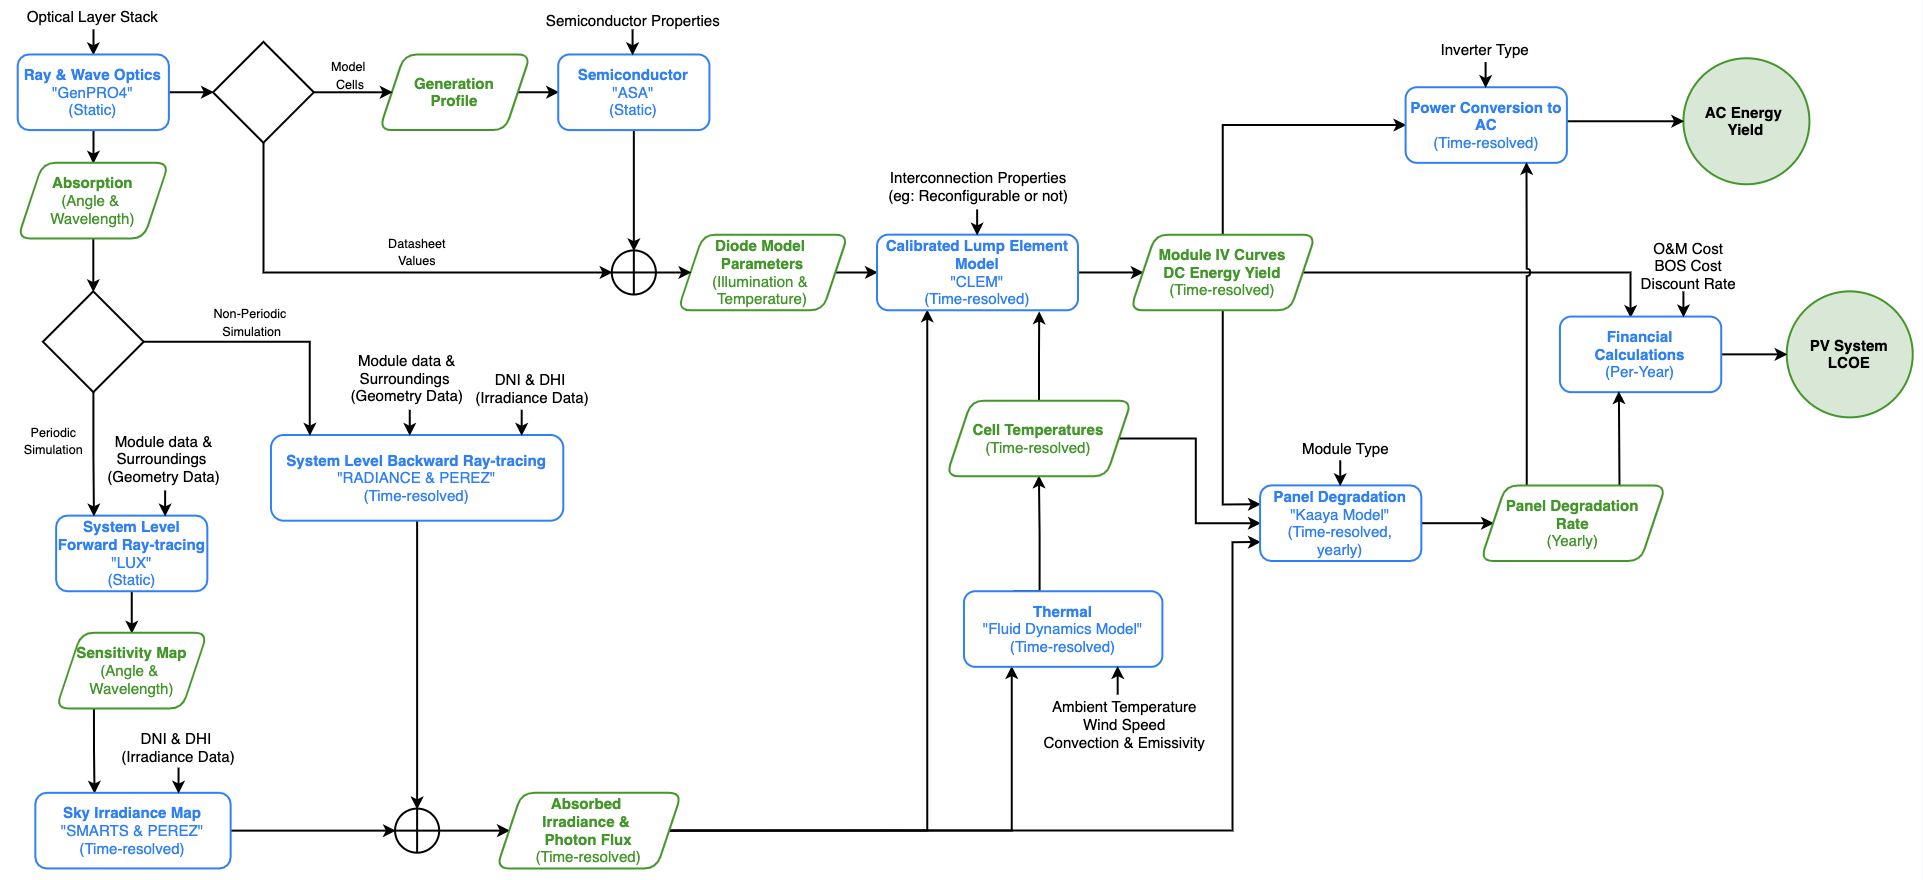 Optical Layer Stack
Ray & Wave Optics
"GenPRO4"
(Static)
Model
Cells
Generation
Profile
Semiconductor Properties
Semiconductor
"ASA"
(Static)
Absorption
(Angle &
Wavelength)
Datasheet
Values
Diode Model
Parameters
(Illumination &
Temperature)
Interconnection Properties
(eg: Reconfigurable or not)
Calibrated Lump Element
Model
"CLEM"
(Time-resolved)
Module IV Curves
DC Energy Yield
(Time-resolved)
Inverter Type
Power Conversion to
AC
(Time-resolved)
AC Energy
Yield
O&M Cost
BOS Cost
Discount Rate
Financial
Calculations
(Per-Year)
PV System
LCOE
Non-Periodic
Simulation
Periodic
Simulation
Module data &
Surroundings
(Geometry Data)
System Level
Forward Ray-tracing
"LUX"
(Static)
Module data &
Surroundings
(Geometry Data)
DNI & DHI
(Irradiance Data)
System Level Backward Ray-tracing
"RADIANCE & PEREZ"
(Time-resolved)
Sensitivity Map
(Angle &
Wavelength)
DNI & DHI
(Irradiance Data)
Sky Irradiance Map
"SMARTS & PEREZ"
(Time-resolved)
Absorbed
Irradiance &
Photon Flux
(Time-resolved)
Cell Temperatures
(Time-resolved)
Thermal
"Fluid Dynamics Model"
(Time-resolved)
Ambient Temperature
Wind Speed
Convection & Emissivity
Module Type
Panel Degradation
"Kaaya Model"
(Time-resolved,
yearly)
Panel Degradation
Rate
(Yearly)